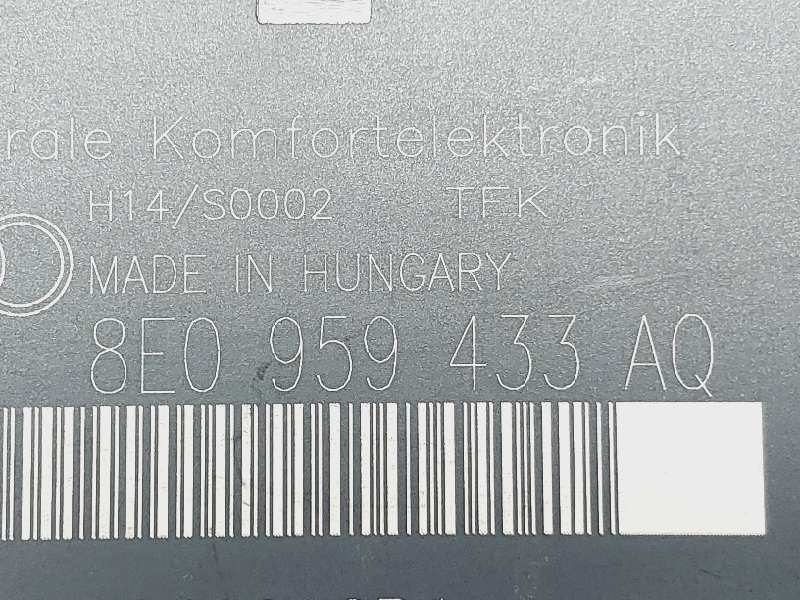 rale Komfortelektronik
H14/S0002 TFK
MADE IN HUNGARY
8E0 959 433 AQ